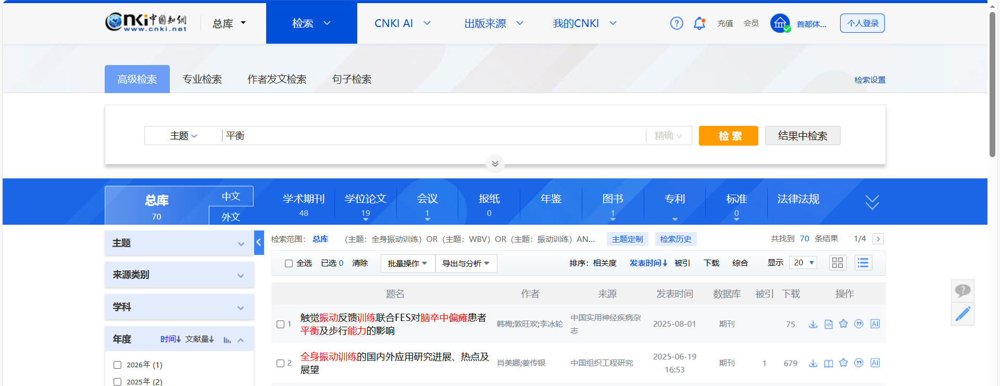 Cnki中国知网
www.cnki.net
总库
检索
CNKI AI
出版来源
我的CNKI
充值
会员
首都体...
个人登录
高级检索
专业检索
作者发文检索
句子检索
检索设置
主题
平衡
精确
检 索
结果中检索
总库
70
中文
外文
学术期刊
48
学位论文
19
会议
1
报纸
0
年鉴
图书
1
专利
标准
0
法律法规
主题
来源类别
学科
年度
时间
文献量
2026年 (1)
2025年 (2)
检索范围：
总库
（主题：全身振动训练）OR（主题：WBV）OR（主题：振动训练）AN...
主题定制
检索历史
共找到 70 条结果
1/4
全选
已选 0
清除
批量操作
导出与分析
排序：
相关度
发表时间
被引
下载
综合
显示
20
题名
作者
来源
发表时间
数据库
被引
下载
操作
1
触觉振动反馈训练联合FES对脑卒中偏瘫患者
平衡及步行能力的影响
韩梅;敦旺欢;李冰轮
中国实用神经疾病杂
志
2025-08-01
期刊
75
AI
2
全身振动训练的国内外应用研究进展、热点及
展望
肖美娜;姜传银
中国组织工程研究
2025-06-19
16:53
期刊
1
679
AI